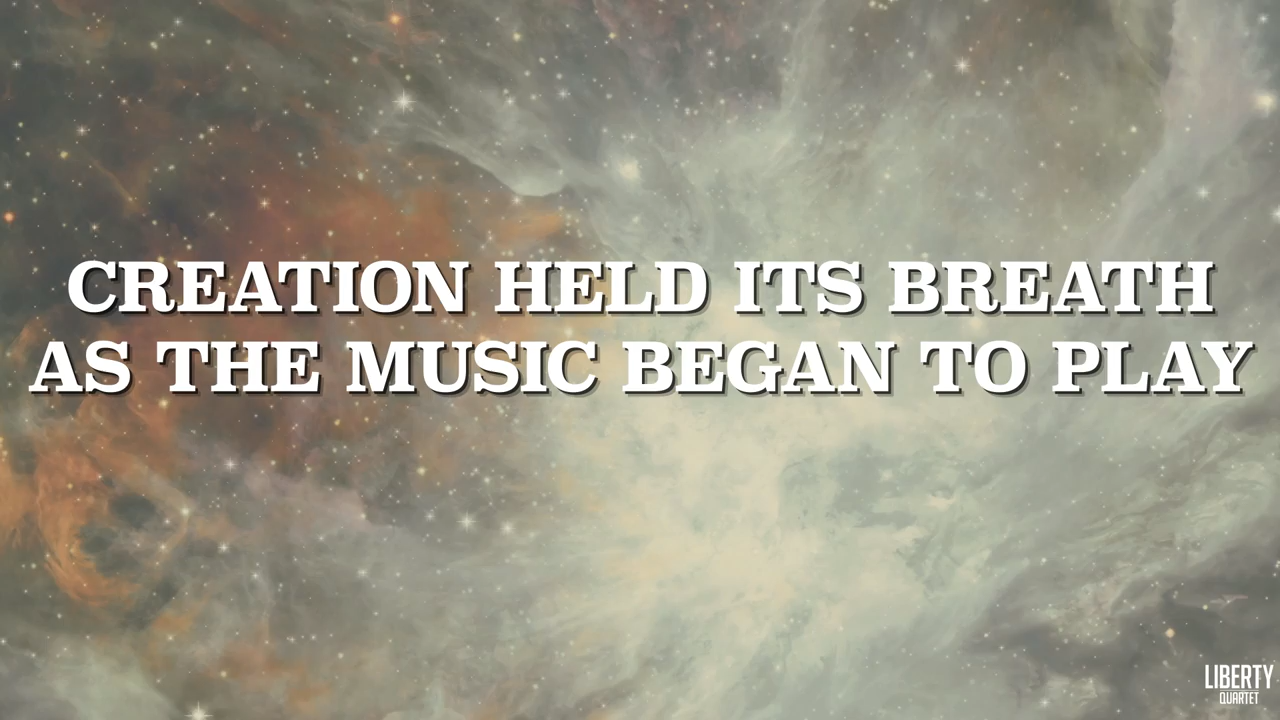 CREATION HELD ITS BREATH
AS THE MUSIC BEGAN TO PLAY
LIBERTY
QUARTET